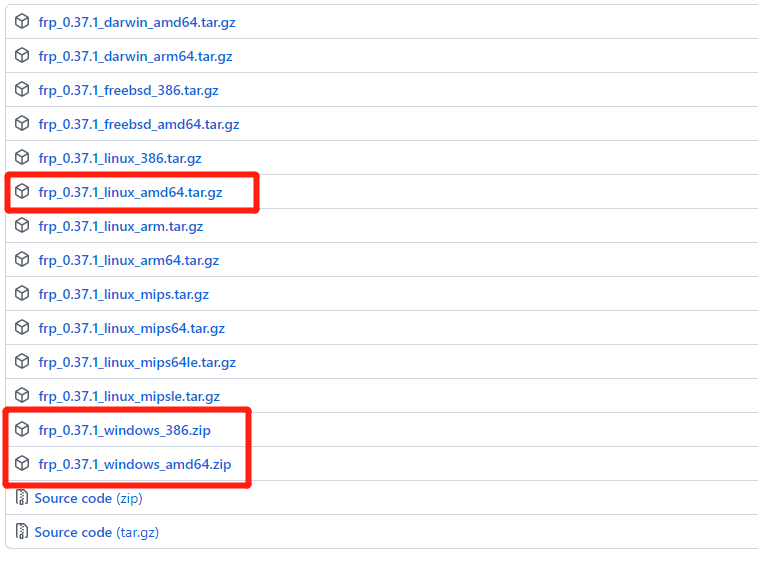 frp_0.37.1_darwin_amd64.tar.gz
frp_0.37.1_darwin_arm64.tar.gz
frp_0.37.1_freebsd_386.tar.gz
frp_0.37.1_freebsd_amd64.tar.gz
frp_0.37.1_linux_386.tar.gz
frp_0.37.1_linux_amd64.tar.gz
frp_0.37.1_linux_arm.tar.gz
frp_0.37.1_linux_arm64.tar.gz
frp_0.37.1_linux_mips.tar.gz
frp_0.37.1_linux_mips64.tar.gz
frp_0.37.1_linux_mips64le.tar.gz
frp_0.37.1_linux_mipsle.tar.gz
frp_0.37.1_windows_386.zip
frp_0.37.1_windows_amd64.zip
Source code (zip)
Source code (tar.gz)